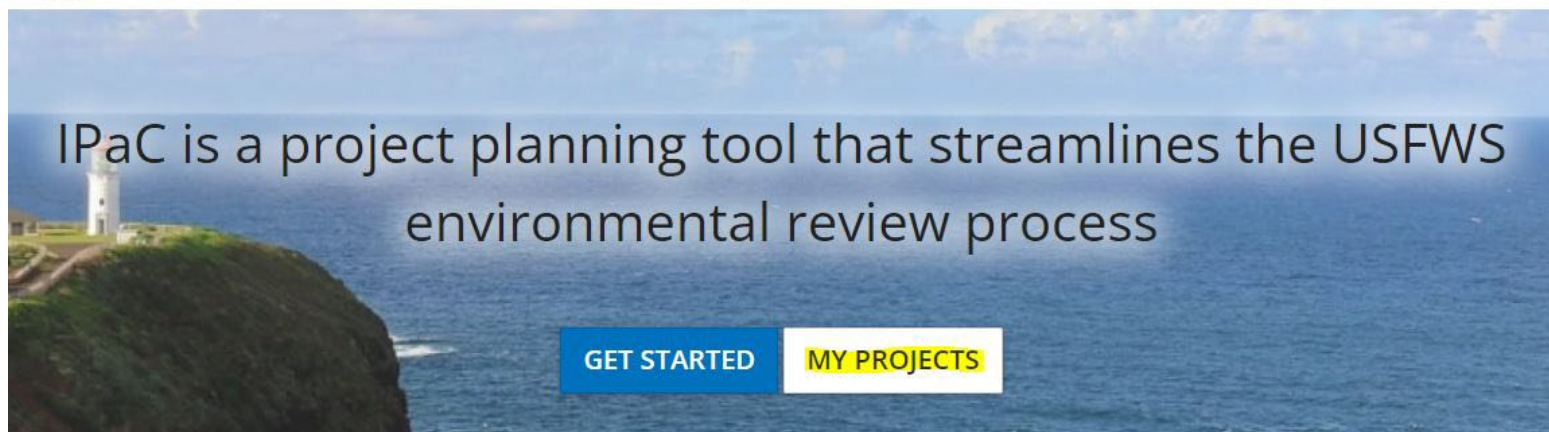 IPaC is a project planning tool that streamlines the USFWS
environmental review process
GET STARTED MY PROJECTS